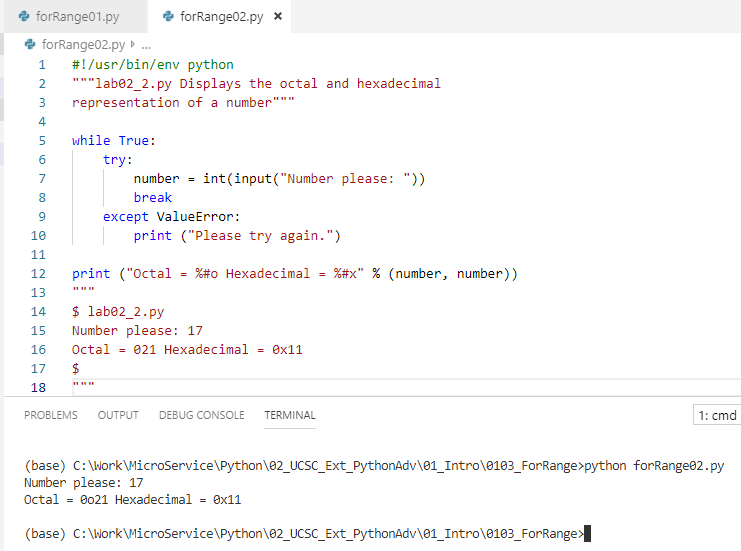 forRange01.py forRange02.py ×
forRange02.py ▷ ...
1 #!/usr/bin/env python
2 """lab02_2.py Displays the octal and hexadecimal
3 representation of a number"""
4
5 while True:
6     try:
7         number = int(input("Number please: "))
8         break
9     except ValueError:
10         print ("Please try again.")
11
12 print ("Octal = %#o Hexadecimal = %#x" % (number, number))
13 """
14 $ lab02_2.py
15 Number please: 17
16 Octal = 021 Hexadecimal = 0x11
17 $
18 """
PROBLEMS OUTPUT DEBUG CONSOLE TERMINAL 1: cmd
(base) C:\Work\MicroService\Python\02_UCSC_Ext_PythonAdv\01_Intro\0103_ForRange>python forRange02.py
Number please: 17
Octal = 0o21 Hexadecimal = 0x11
(base) C:\Work\MicroService\Python\02_UCSC_Ext_PythonAdv\01_Intro\0103_ForRange>